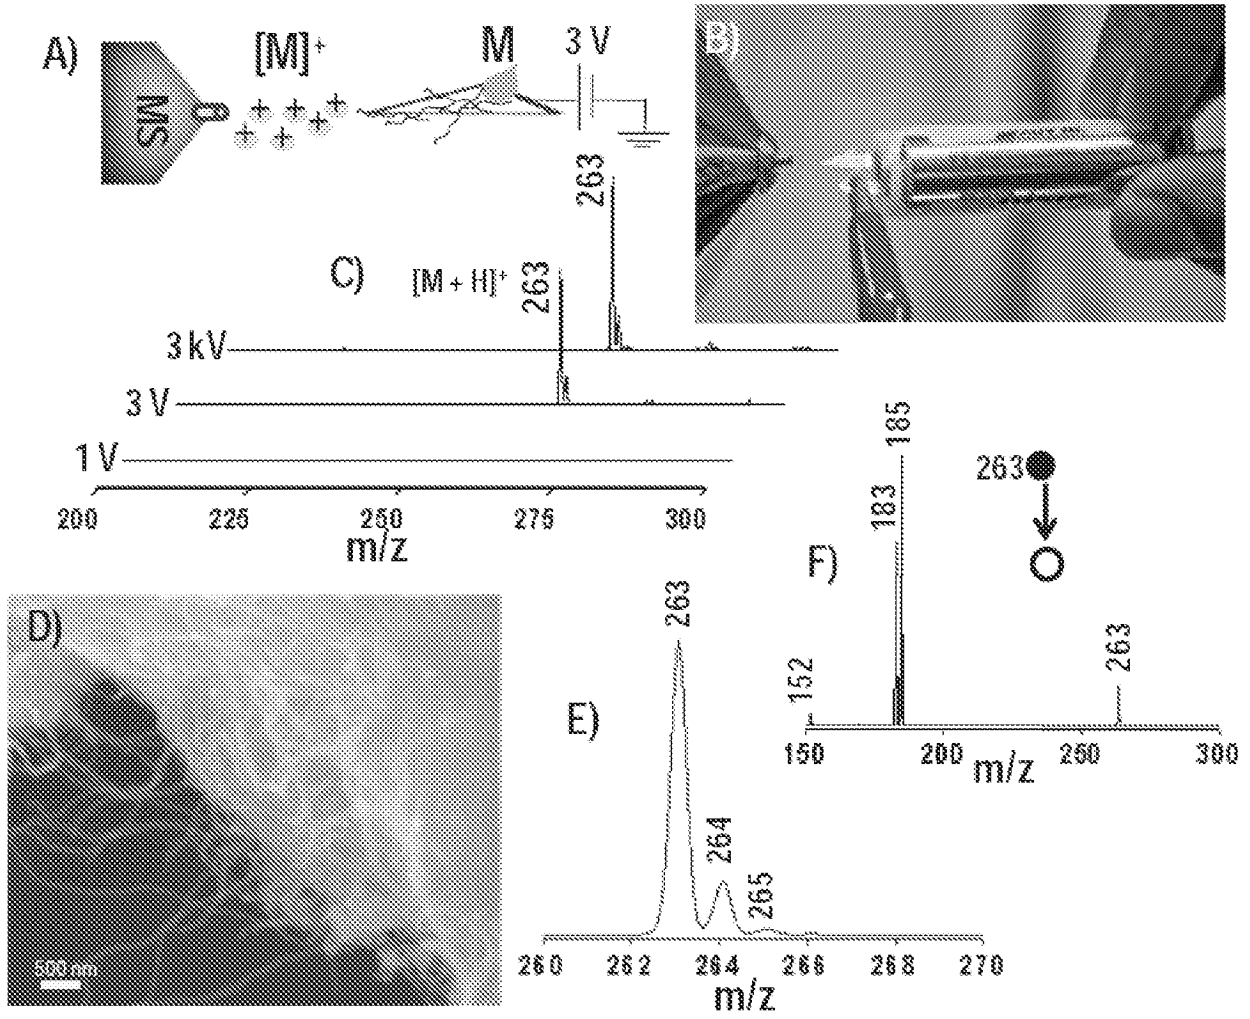 A)
[M]⁺
M
3 V
MS
B)
263
C)
[M + H]⁺
263
3 kV
3 V
1 V
200 225 250 275 300
m/z
D)
500 nm
E)
263
264
265
260 262 264 266 268 270
m/z
F)
152
183
185
263
263
150 200 250 300
m/z